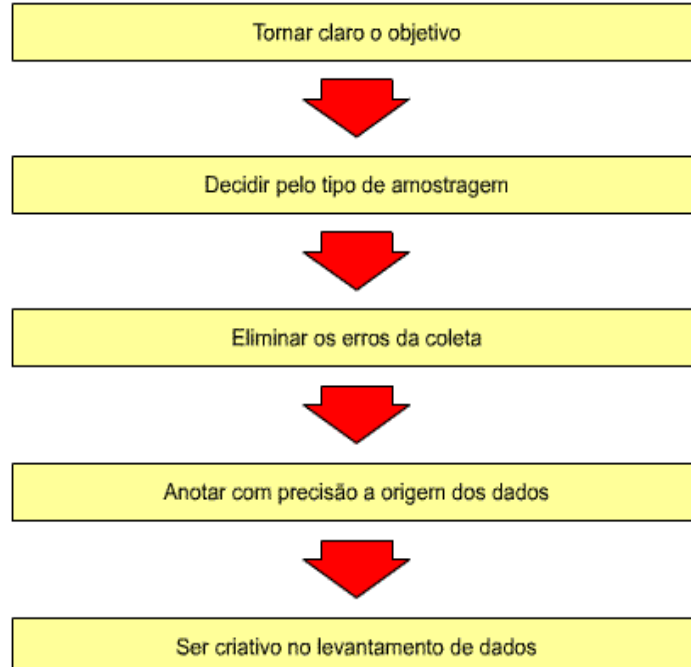 Tornar claro o objetivo
Decidir pelo tipo de amostragem
Eliminar os erros da coleta
Anotar com precisão a origem dos dados
Ser criativo no levantamento de dados